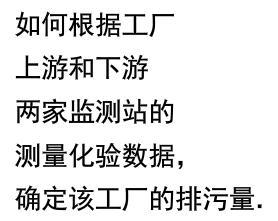 如何根据工厂
上游和下游
两家监测站的
测量化验数据，
确定该工厂的排污量.